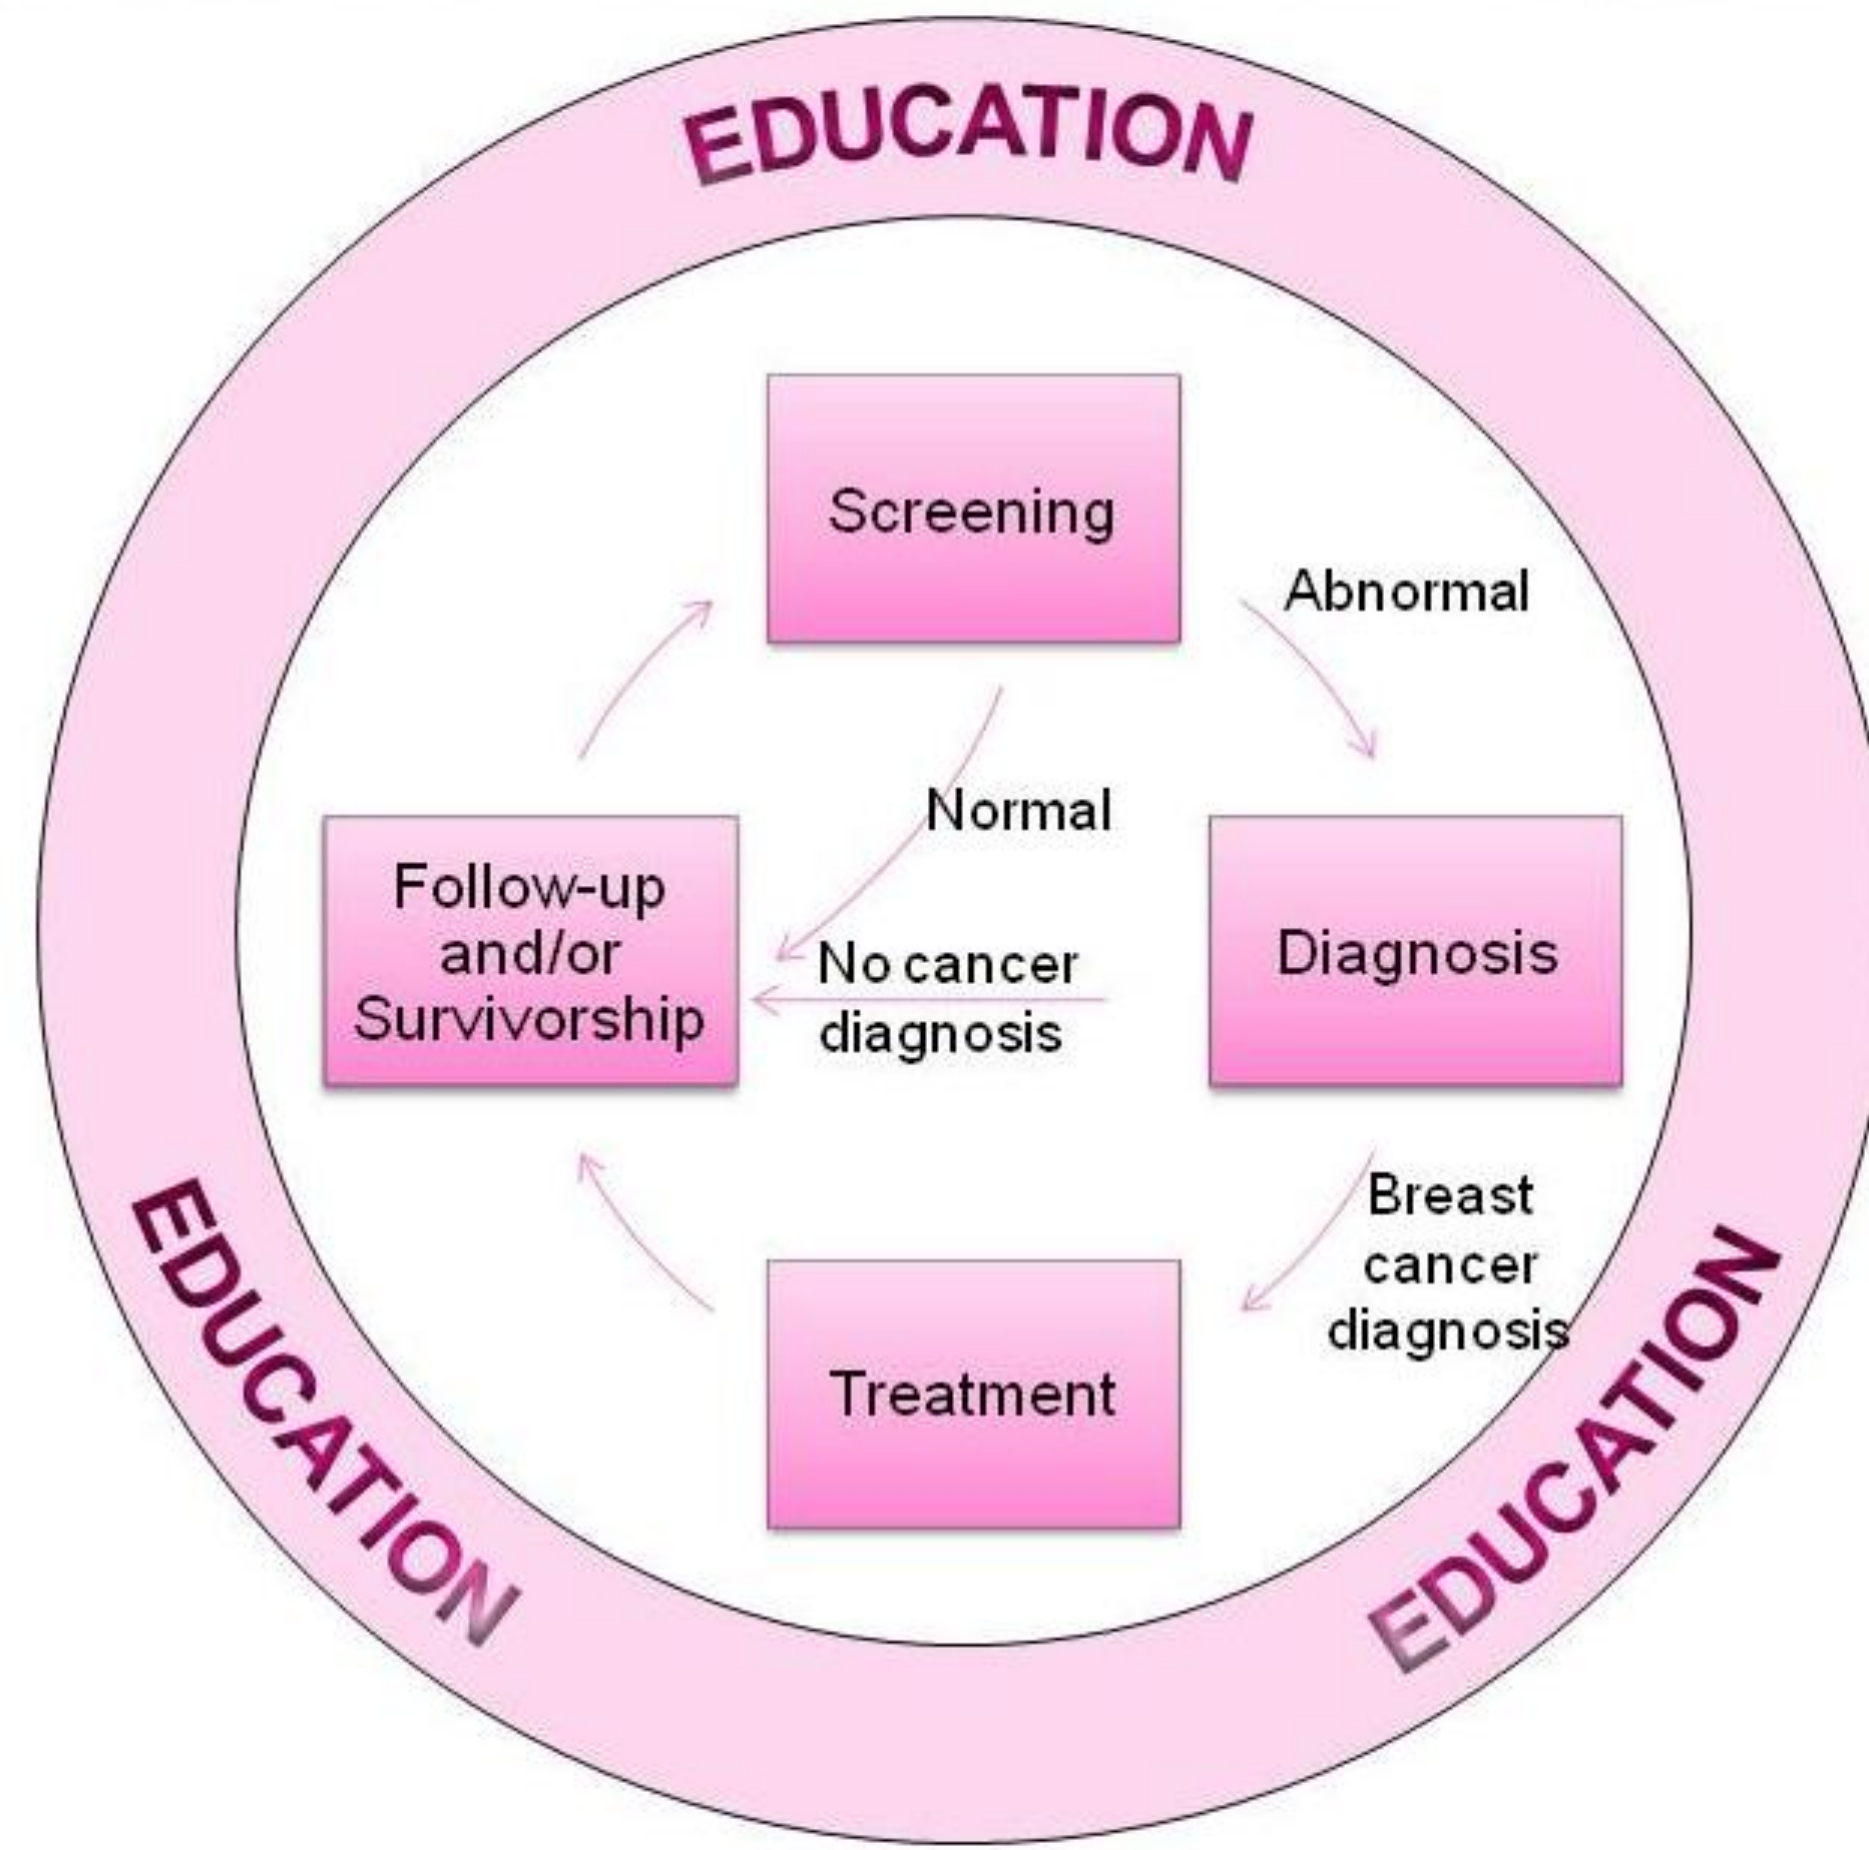 EDUCATION
Screening
Abnormal
Normal
Follow-up
and/or
Survivorship
No cancer
diagnosis
Diagnosis
Breast
cancer
diagnosis
Treatment
EDUCATION
EDUCATION